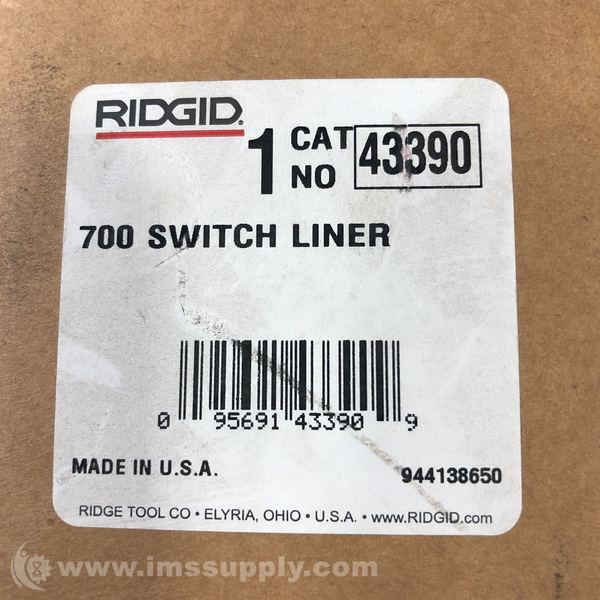 RIDGID®
1 CAT NO 43390
700 SWITCH LINER
0 95691 43390 9
MADE IN U.S.A. 944138650
RIDGE TOOL CO • ELYRIA, OHIO • U.S.A. • www.RIDGID.com
www.imssupply.com